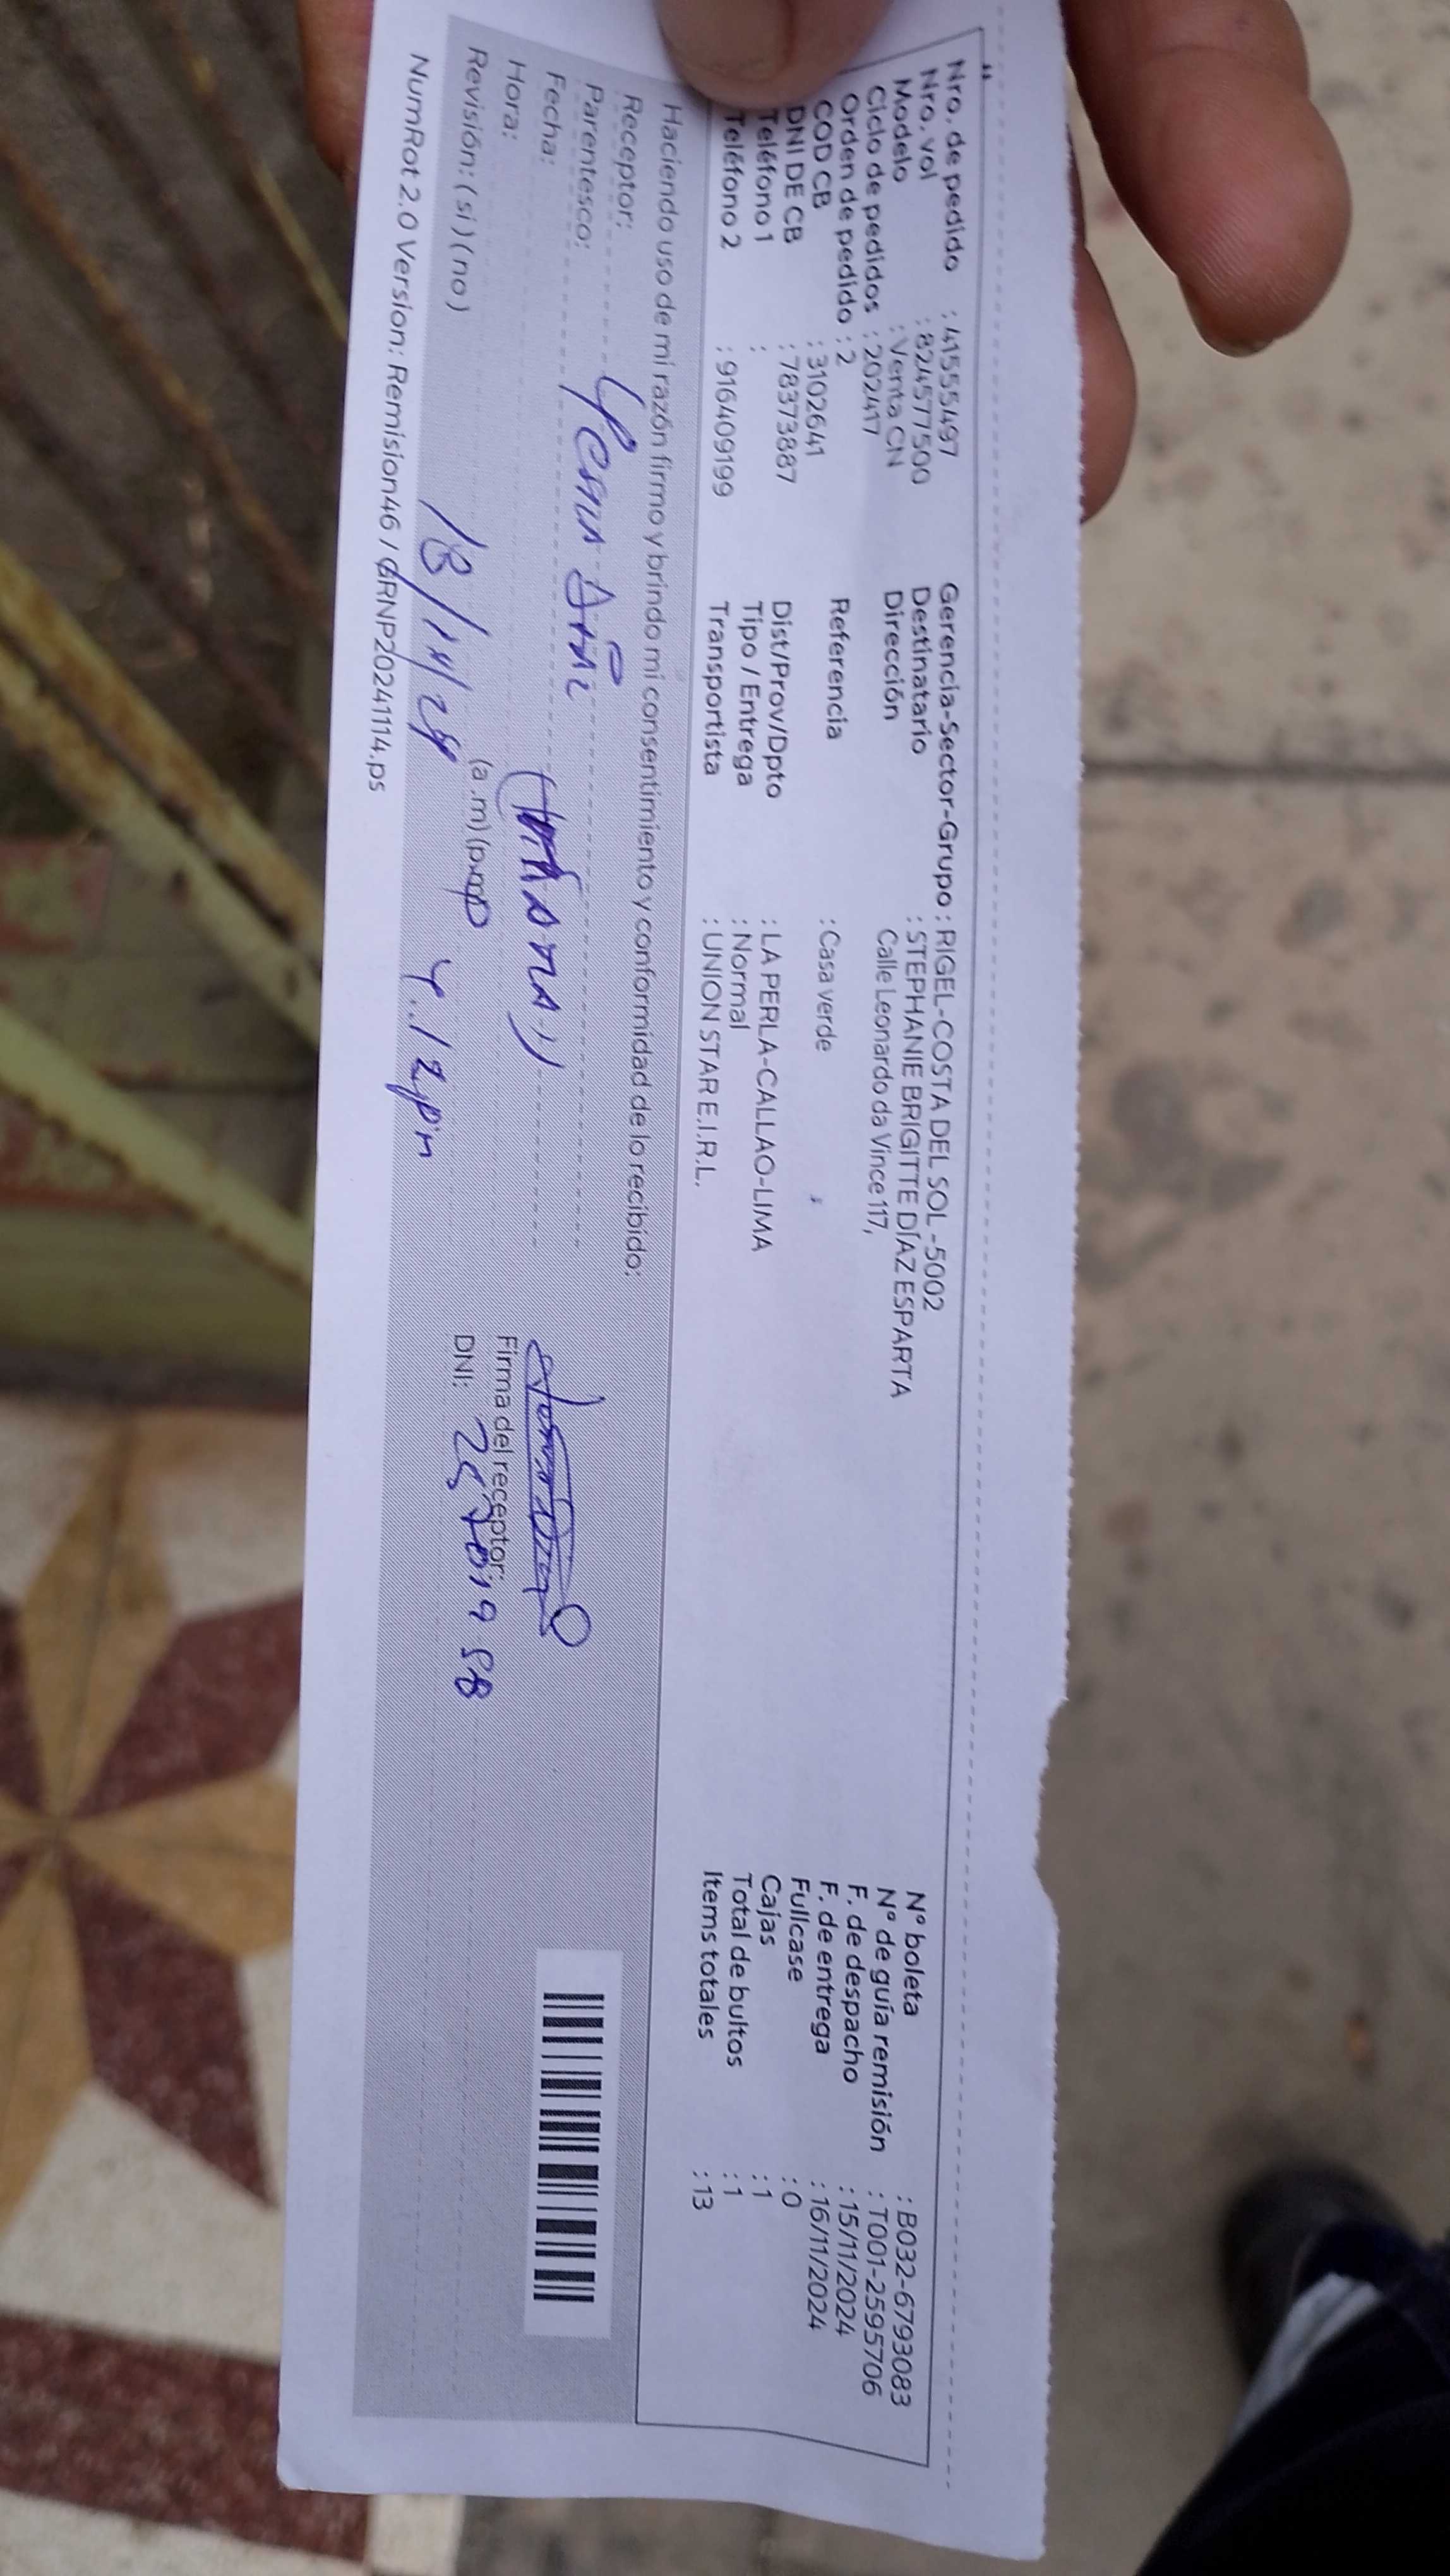 Nro. de pedido : 41555497
Nro. vol : 824577500
Modelo : Venta CN
Ciclo de pedidos : 202417
Orden de pedido : 2
COD CB : 3102641
DNI DE CB : 78373887
Teléfono 1 :
Teléfono 2 : 916409199
Gerencia-Sector-Grupo : RIGEL-COSTA DEL SOL -5002
Destinatario : STEPHANIE BRIGITTE DÍAZ ESPARTA
Dirección Calle Leonardo da Vince 117,
Referencia : Casa verde
Dist/Prov/Dpto : LA PERLA-CALLAO-LIMA
Tipo / Entrega : Normal
Transportista : UNION STAR E.I.R.L.
N° boleta : B032-6793083
N° de guía remisión : T001-2595706
F. de despacho : 15/11/2024
F. de entrega : 16/11/2024
Fullcase : 0
Cajas : 1
Total de bultos : 1
Items totales : 13
Haciendo uso de mi razón firmo y brindo mi consentimiento y conformidad de lo recibido:
Receptor:
Parentesco:
Fecha:
Hora: (a.m)
Revisión: ( si ) ( no ) 4.12pm
Firma del receptor:
DNI:
NumRot 2.0 Version: Remision46 / GRNP20241114.ps